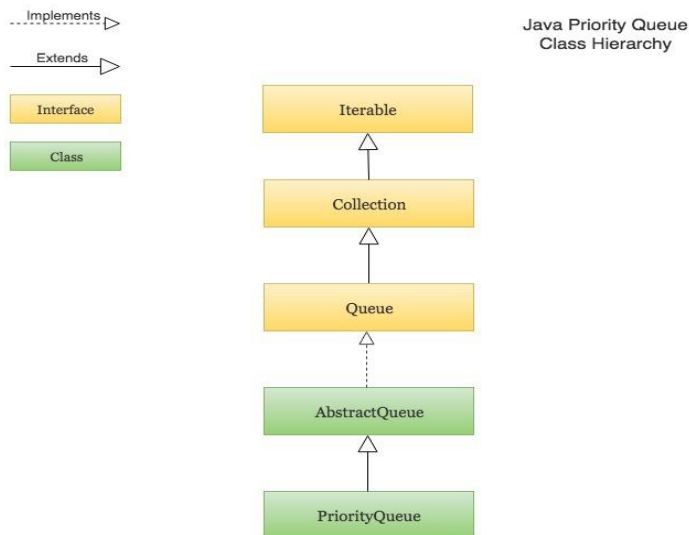 Implements
Extends
Interface
Class
Java Priority Queue
Class Hierarchy
Iterable
Collection
Queue
AbstractQueue
PriorityQueue